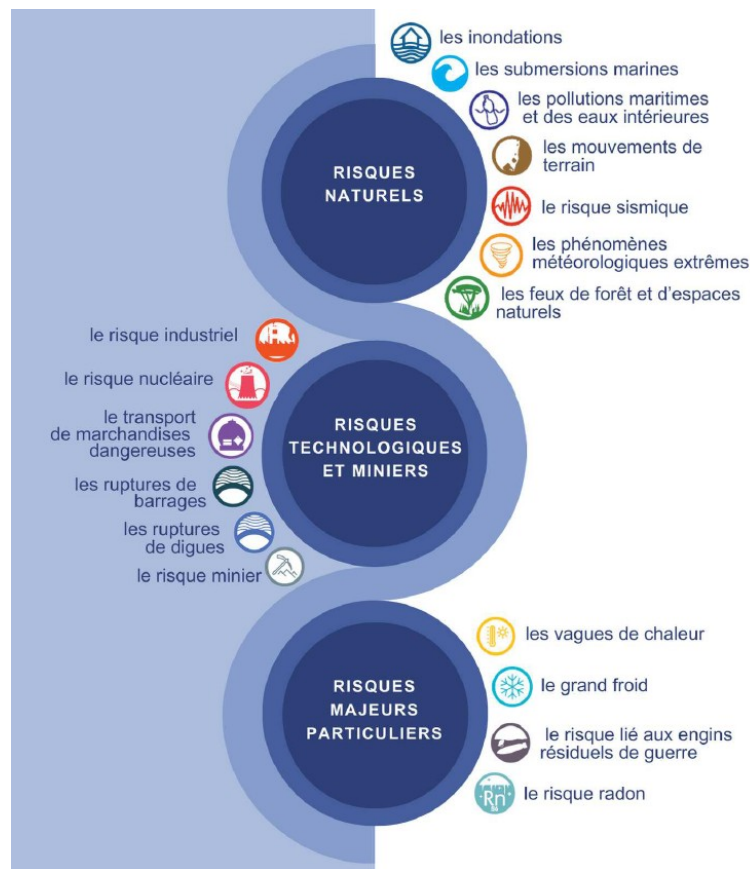 les inondations
les submersions marines
les pollutions maritimes
et des eaux intérieures
les mouvements de
terrain
le risque sismique
les phénomènes
météorologiques extrêmes
les feux de forêt et d'espaces
naturels
RISQUES
NATURELS
le risque industriel
le risque nucléaire
le transport
de marchandises
dangereuses
les ruptures de
barrages
les ruptures
de digues
le risque minier
RISQUES
TECHNOLOGIQUES
ET MINIERS
les vagues de chaleur
le grand froid
le risque lié aux engins
résiduels de guerre
Rn
86
le risque radon
RISQUES
MAJEURS
PARTICULIERS